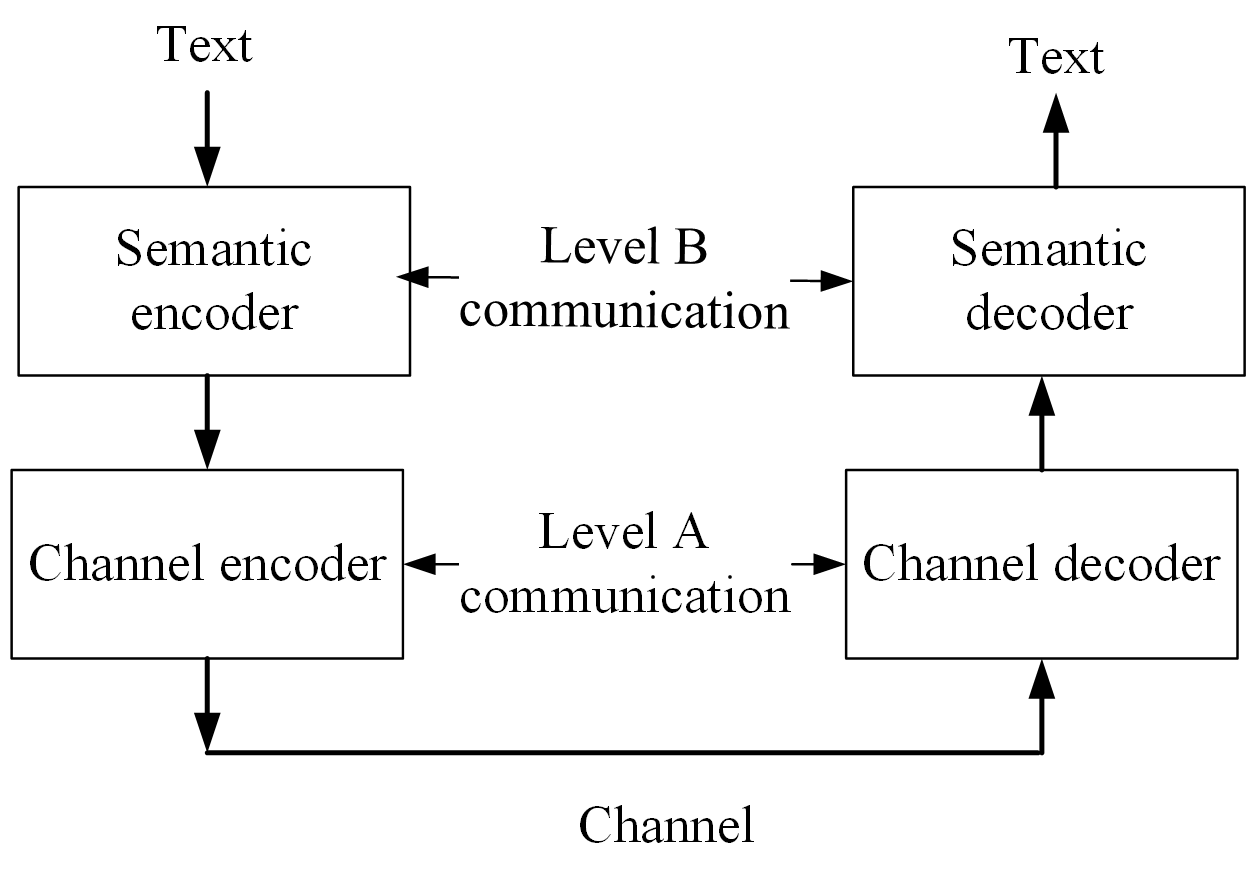 Text
Text
Semantic
encoder
Level B
communication
Semantic
decoder
Channel encoder
Level A
communication
Channel decoder
Channel